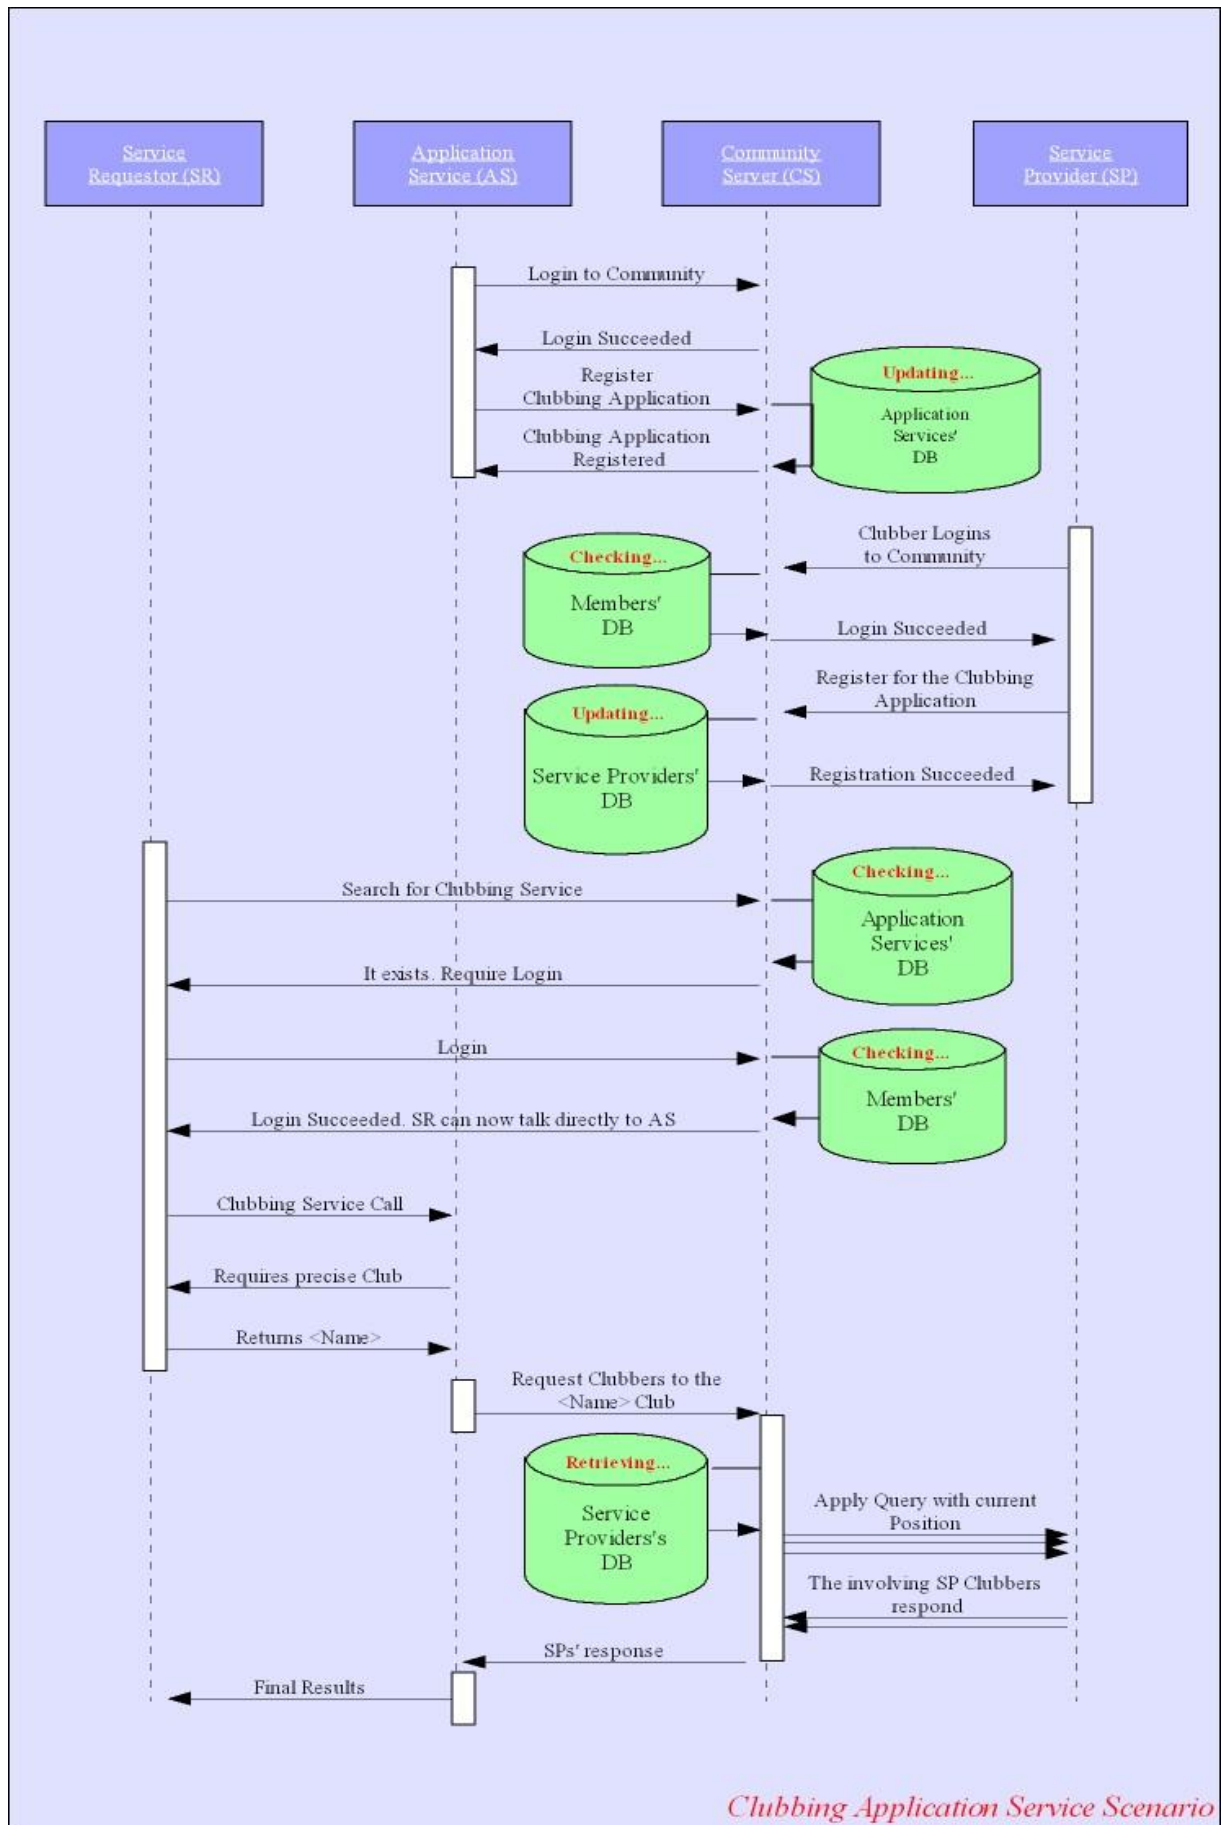 Service
Requestor (SR)
Application
Service (AS)
Community
Server (CS)
Service
Provider (SP)
Login to Community
Login Succeeded
Register
Clubbing Application
Updating...
Application
Services'
DB
Clubbing Application
Registered
Clubber Logins
to Community
Checking...
Members'
DB
Login Succeeded
Register for the Clubbing
Application
Updating...
Service Providers'
DB
Registration Succeeded
Search for Clubbing Service
Checking...
Application
Services'
DB
It exists. Require Login
Login
Checking...
Members'
DB
Login Succeeded. SR can now talk directly to AS
Clubbing Service Call
Requires precise Club
Returns <Name>
Request Clubbers to the
<Name> Club
Retrieving...
Service
Providers's
DB
Apply Query with current
Position
The involving SP Clubbers
respond
SPs' response
Final Results
Clubbing Application Service Scenario